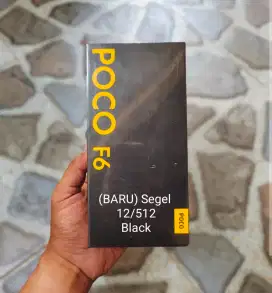 POCO F6
(BARU) Segel
12/512
Black
POCO